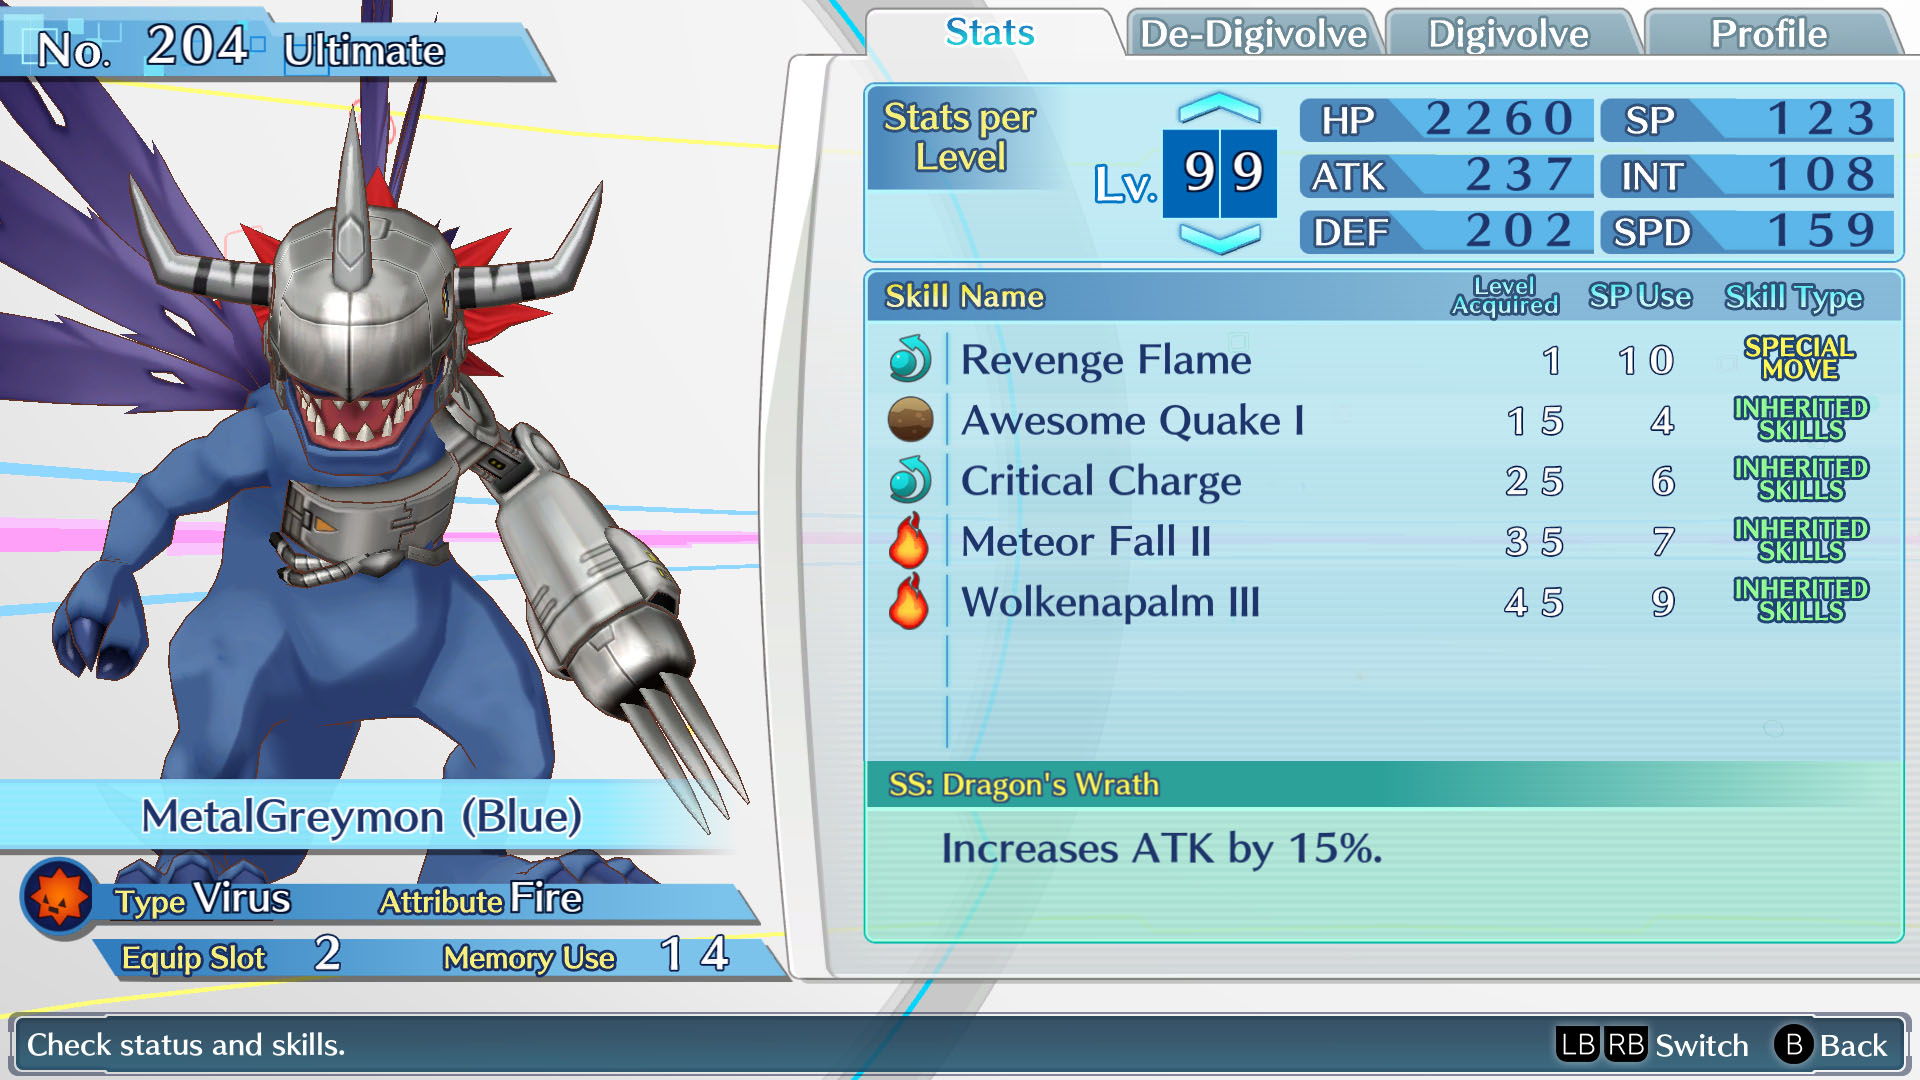 No. 204 Ultimate
Stats
De-Digivolve
Digivolve
Profile
Stats per
Level
Lv. 99
HP 2260
SP 123
ATK 237
INT 108
DEF 202
SPD 159
Skill Name
Level
Acquired
SP Use
Skill Type
Revenge Flame 1 10 SPECIAL
MOVE
Awesome Quake I 15 4 INHERITED
SKILLS
Critical Charge 25 6 INHERITED
SKILLS
Meteor Fall II 35 7 INHERITED
SKILLS
Wolkenapalm III 45 9 INHERITED
SKILLS
SS: Dragon's Wrath
Increases ATK by 15%.
MetalGreymon (Blue)
Type Virus Attribute Fire
Equip Slot 2 Memory Use 14
Check status and skills.
LB RB Switch B Back